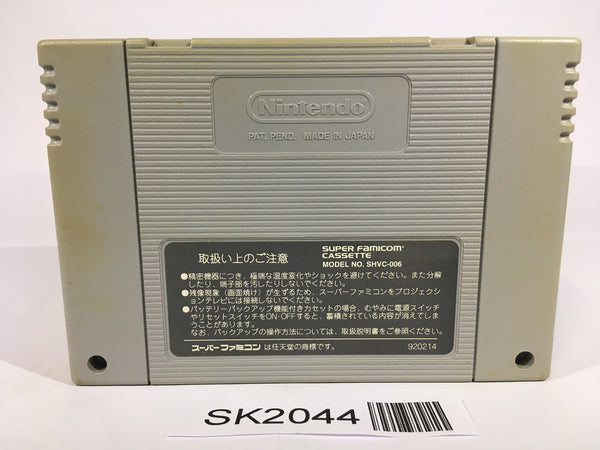 Nintendo
PAT. PEND. MADE IN JAPAN
取扱い上のご注意
SUPER FAMICOM
CASSETTE
MODEL NO. SHVC-006
●精密機器につき、極端な温度変化やショックを避けてください。また分解
したり、端子部を汚したりしないでください。
●残像現象（画面焼け）が生ずるため、スーパーファミコンをプロジェクシ
ョンテレビには接続しないでください。
●バッテリーバックアップ機能付きカセットの場合、むやみに電源スイッチ
やリセットスイッチをON・OFFすると、蓄積されている内容が消えてしま
うことがあります。
なお、バックアップの操作方法については、取扱説明書をご参照ください。
スーパーファミコン は任天堂の商標です。
920214
SK2044